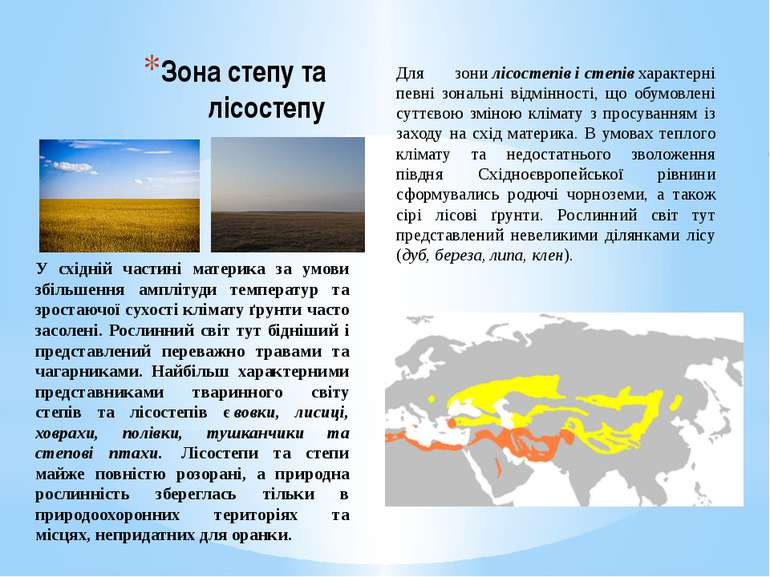 *Зона степу та
лісостепу
Для зони лісостепів і степів характерні
певні зональні відмінності, що обумовлені
суттєвою зміною клімату з просуванням із
заходу на схід материка. В умовах теплого
клімату та недостатнього зволоження
півдня Східноєвропейської рівнини
сформувались родючі чорноземи, а також
сірі лісові ґрунти. Рослинний світ тут
представлений невеликими ділянками лісу
(дуб, береза, липа, клен).
У східній частині материка за умови
збільшення амплітуди температур та
зростаючої сухості клімату ґрунти часто
засолені. Рослинний світ тут бідніший і
представлений переважно травами та
чагарниками. Найбільш характерними
представниками тваринного світу
степів та лісостепів є вовки, лисиці,
ховрахи, полівки, тушканчики та
степові птахи. Лісостепи та степи
майже повністю розорані, а природна
рослинність збереглась тільки в
природоохоронних територіях та
місцях, непридатних для оранки.